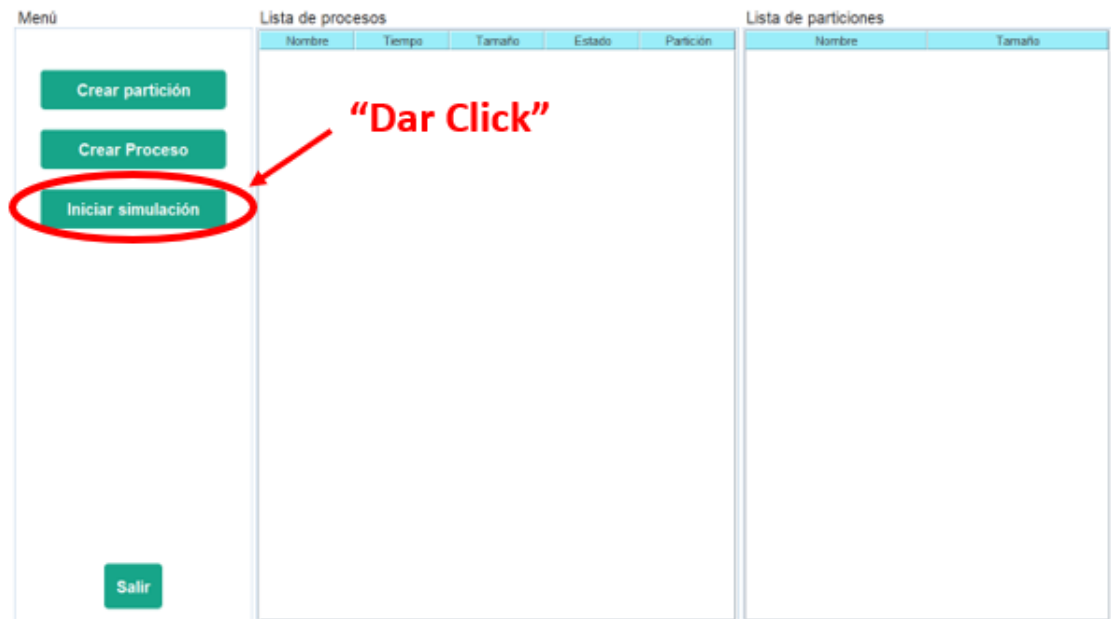 Menú
Lista de procesos
Lista de particiones
Nombre Tiempo Tamaño Estado Partición
Nombre Tamaño
Crear partición
“Dar Click”
Crear Proceso
Iniciar simulación
Salir